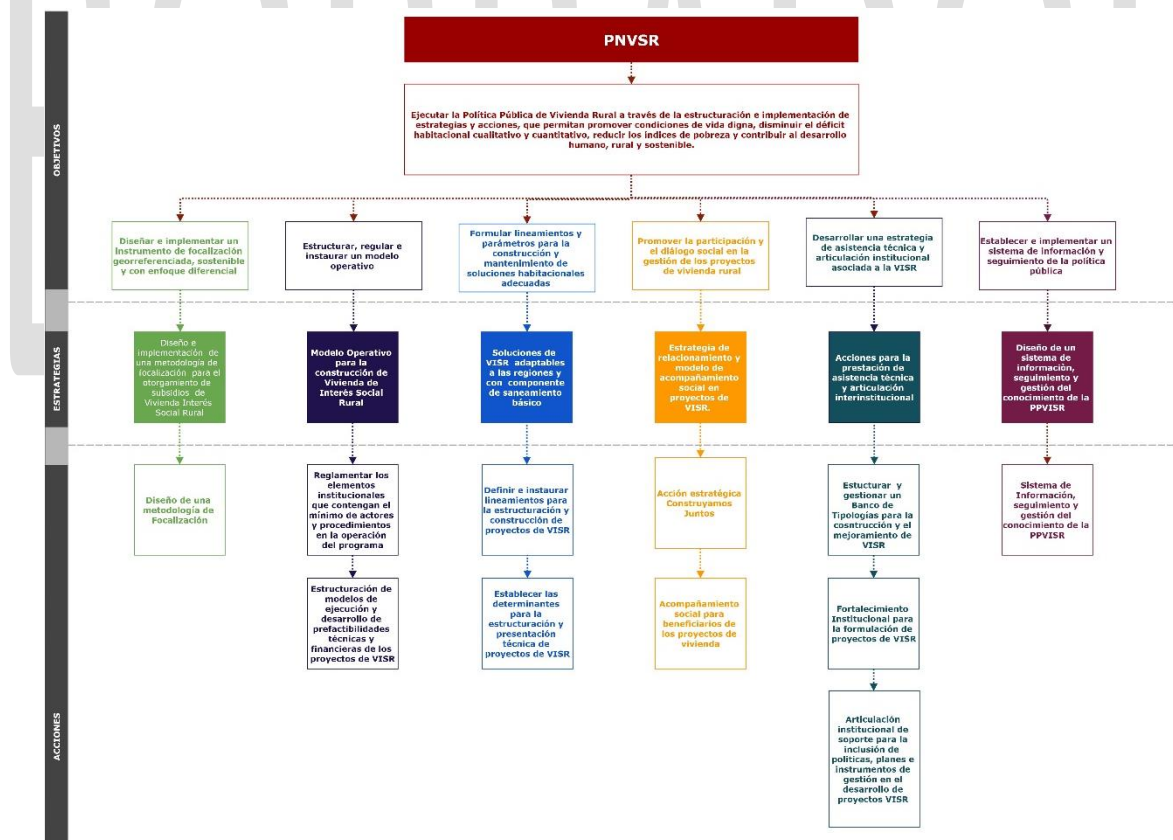 PNVSR
OBJETIVOS
Ejecutar la Política Pública de Vivienda Rural a través de la estructuración e implementación de
estrategias y acciones, que permitan promover condiciones de vida digna, disminuir el déficit
habitacional cualitativo y cuantitativo, reducir los índices de pobreza y contribuir al desarrollo
humano, rural y sostenible.
Diseñar e implementar un
Instrumento de focalización
georreferenciada, sostenible
y con enfoque diferencial
Estructurar, regular e
instaurar un modelo
operativo
Formular lineamientos y
parámetros para la
construcción y
mantenimiento de
soluciones habitacionales
adecuadas
Promover la participación y
el diálogo social en la
gestión de los proyectos
de vivienda rural
Desarrollar una estrategia
de asistencia técnica y
articulación institucional
asociada a la VISR
Establecer e implementar un
sistema de información y
seguimiento de la política
pública
ESTRATEGIAS
Diseño e
implementación de
una metodología de
focalización para el
otorgamiento de
subsidios de
Vivienda Interés
Social Rural
Modelo Operativo
para la
construcción de
Vivienda de
Interés Social
Rural
Soluciones de
VISR adaptables
a las regiones y
con componente
de saneamiento
básico
Estrategia de
relacionamiento y
modelo de
acompañamiento
social en
proyectos de
VISR.
Acciones para la
prestación de
asistencia técnica
y articulación
interinstitucional
Diseño de un
sistema de
información,
seguimiento y
gestión del
conocimiento de la
PPVISR
ACCIONES
Diseño de una
metodología de
Focalización
Reglamentar los
elementos
institucionales
que contengan el
mínimo de actores
y procedimientos
en la operación
del programa
Definir e instaurar
lineamientos para
la estructuración y
construcción de
proyectos de VISR
Acción estratégica
Construyamos
Juntos
Estucturar y
gestionar un
Banco de
Tipologías para la
cosntrucción y el
mejoramiento de
VISR
Sistema de
Información,
seguimiento y
gestión del
conocimiento de la
PPVISR
Estructuración de
modelos de
ejecución y
desarrollo de
prefactibilidades
técnicas y
financieras de los
proyectos de VISR
Establecer las
determinantes
para la
estructuración y
presentación
técnica de
proyectos de VISR
Acompañamiento
social para
beneficiarios de
los proyectos de
vivienda
Fortalecimiento
Institucional para
la formulación de
proyectos de VISR
Articulación
institucional de
soporte para la
inclusión de
políticas, planes e
instrumentos de
gestión en el
desarrollo de
proyectos VISR